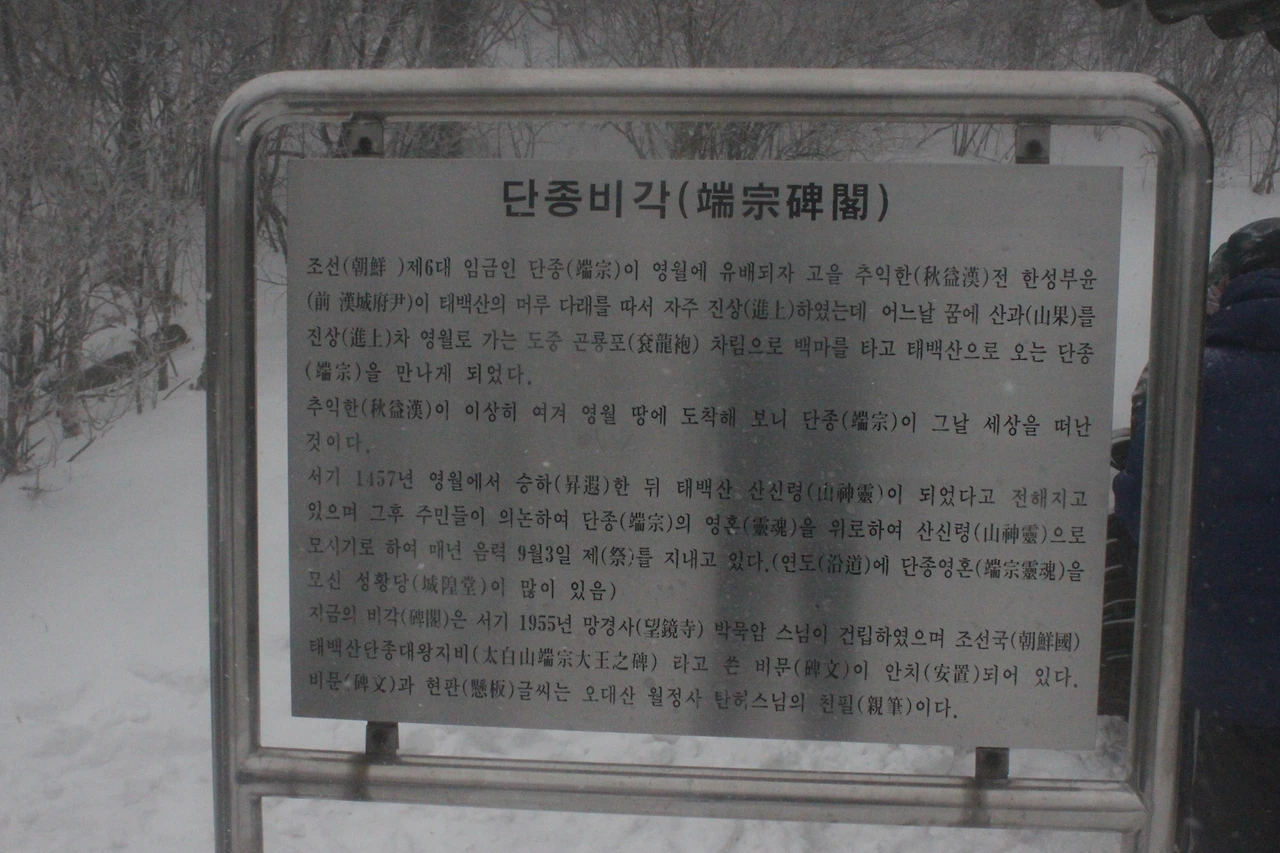 단종비각(端宗碑閣)
조선(朝鮮 )제6대 임금인 단종(端宗)이 영월에 유배되자 고을 추익한(秋益漢)전 한성부윤
(前 漢城府尹)이 태백산의 머루 다래를 따서 자주 진상(進上)하였는데 어느날 꿈에 산과(山果)를
진상(進上)차 영월로 가는 도중 곤룡포(袞龍袍) 차림으로 백마를 타고 태백산으로 오는 단종
(端宗)을 만나게 되었다.
추익한(秋益漢)이 이상히 여겨 영월 땅에 도착해 보니 단종(端宗)이 그날 세상을 떠난
것이다.
서기 1457년 영월에서 승하(昇遐)한 뒤 태백산 산신령(山神靈)이 되었다고 전해지고
있으며 그후 주민들이 의논하여 단종(端宗)의 영혼(靈魂)을 위로하여 산신령(山神靈)으로
모시기로 하여 매년 음력 9월3일 제(祭)를 지내고 있다.(연도(沿道)에 단종영혼(端宗靈魂)을
모신 성황당(城隍堂)이 많이 있음)
지금의 비각(碑閣)은 서기 1955년 망경사(望鏡寺) 박묵암 스님이 건립하였으며 조선국(朝鮮國)
태백산단종대왕지비(太白山端宗大王之碑) 타고 쓴 비문(碑文)이 안치(安置)되어 있다.
비문(碑文)과 현판(懸板)글씨는 오대산 월정사 탄허스님의 친필(親筆)이다.